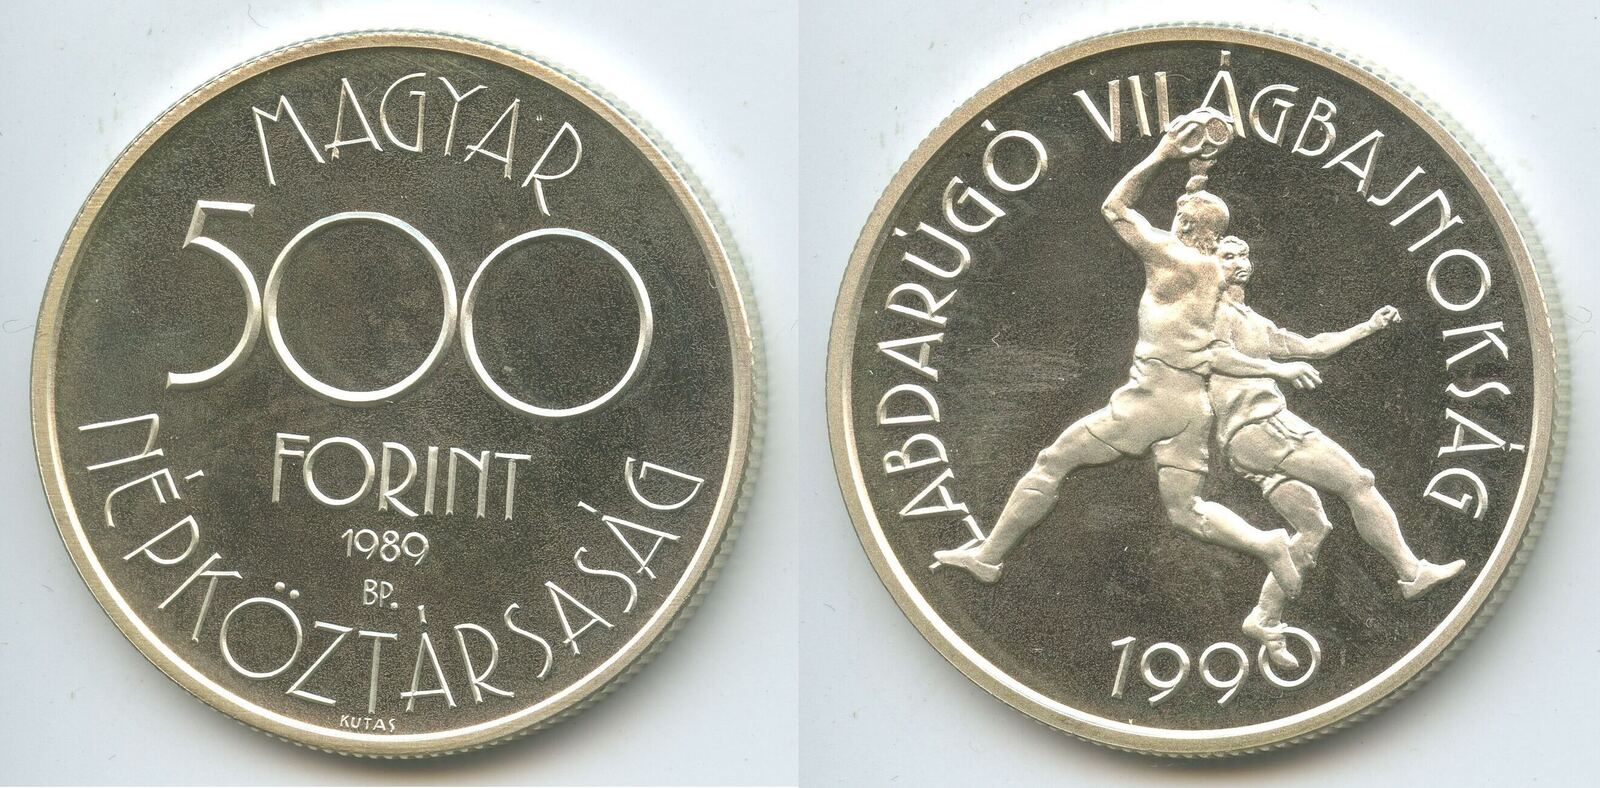 MAGYAR
500
FORINT
1989
BP.
NÉPKÖZTÁRSASÁG
KUTAS
LABDARÚGÓ VILÁGBAJNOKSÁG
1990